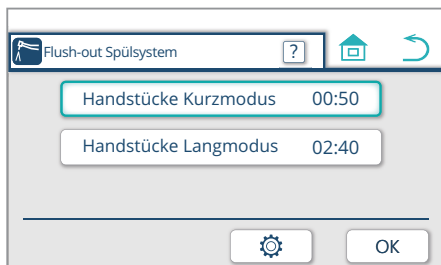 Flush-out Spülsystem ?
Handstücke Kurzmodus 00:50
Handstücke Langmodus 02:40
OK